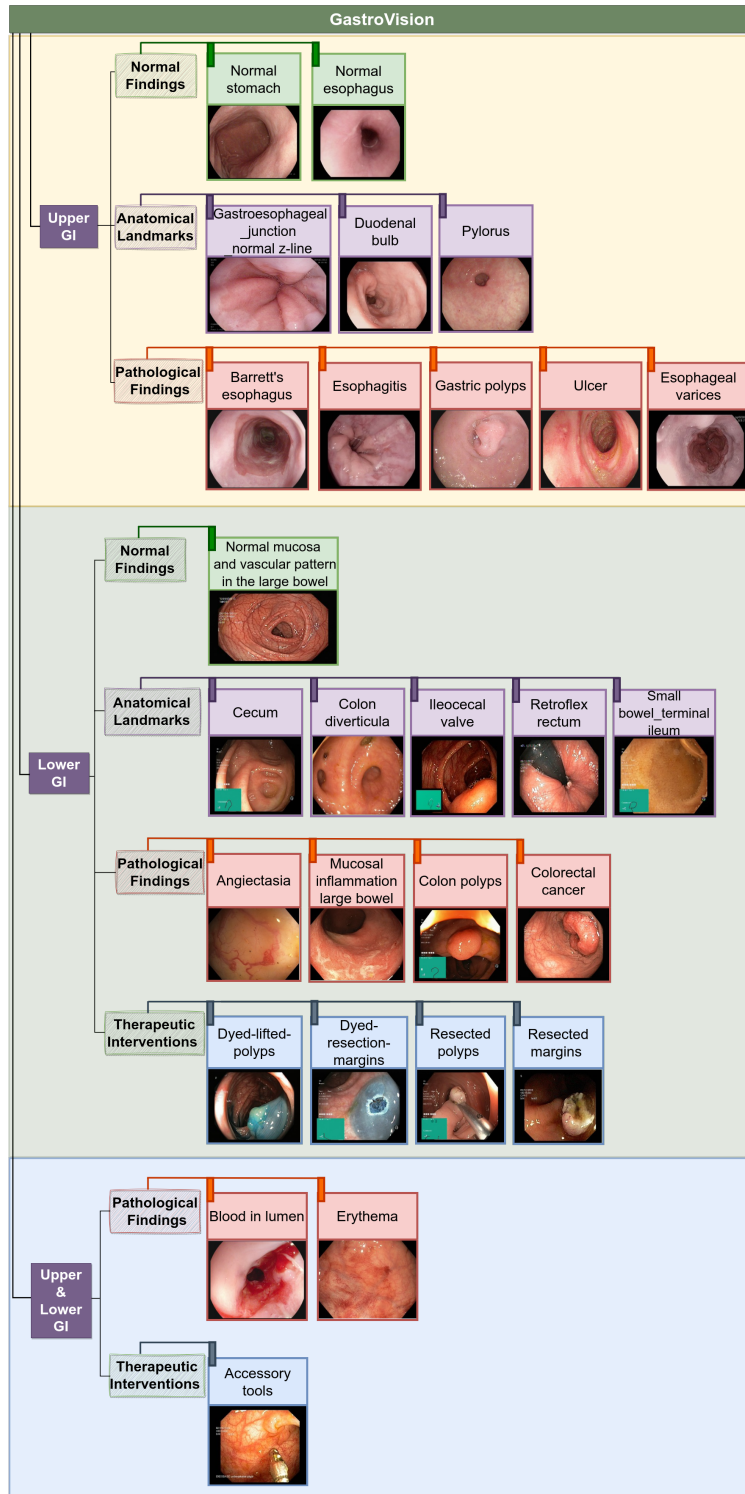 GastroVision
Normal
Findings
Normal
stomach
Normal
esophagus
Upper
GI
Anatomical
Landmarks
Gastroesophageal
_junction
_normal z-line
Duodenal
bulb
Pylorus
Pathological
Findings
Barrett's
esophagus
Esophagitis
Gastric polyps
Ulcer
Esophageal
varices
Normal
Findings
Normal mucosa
and vascular pattern
in the large bowel
Anatomical
Landmarks
Cecum
Colon
diverticula
Ileocecal
valve
Retroflex
rectum
Small
bowel_terminal
ileum
Lower
GI
Pathological
Findings
Angiectasia
Mucosal
inflammation
large bowel
Colon polyps
Colorectal
cancer
Therapeutic
Interventions
Dyed-lifted-
polyps
Dyed-
resection-
margins
Resected
polyps
Resected
margins
Pathological
Findings
Blood in lumen
Erythema
Upper
&
Lower
GI
Therapeutic
Interventions
Accessory
tools